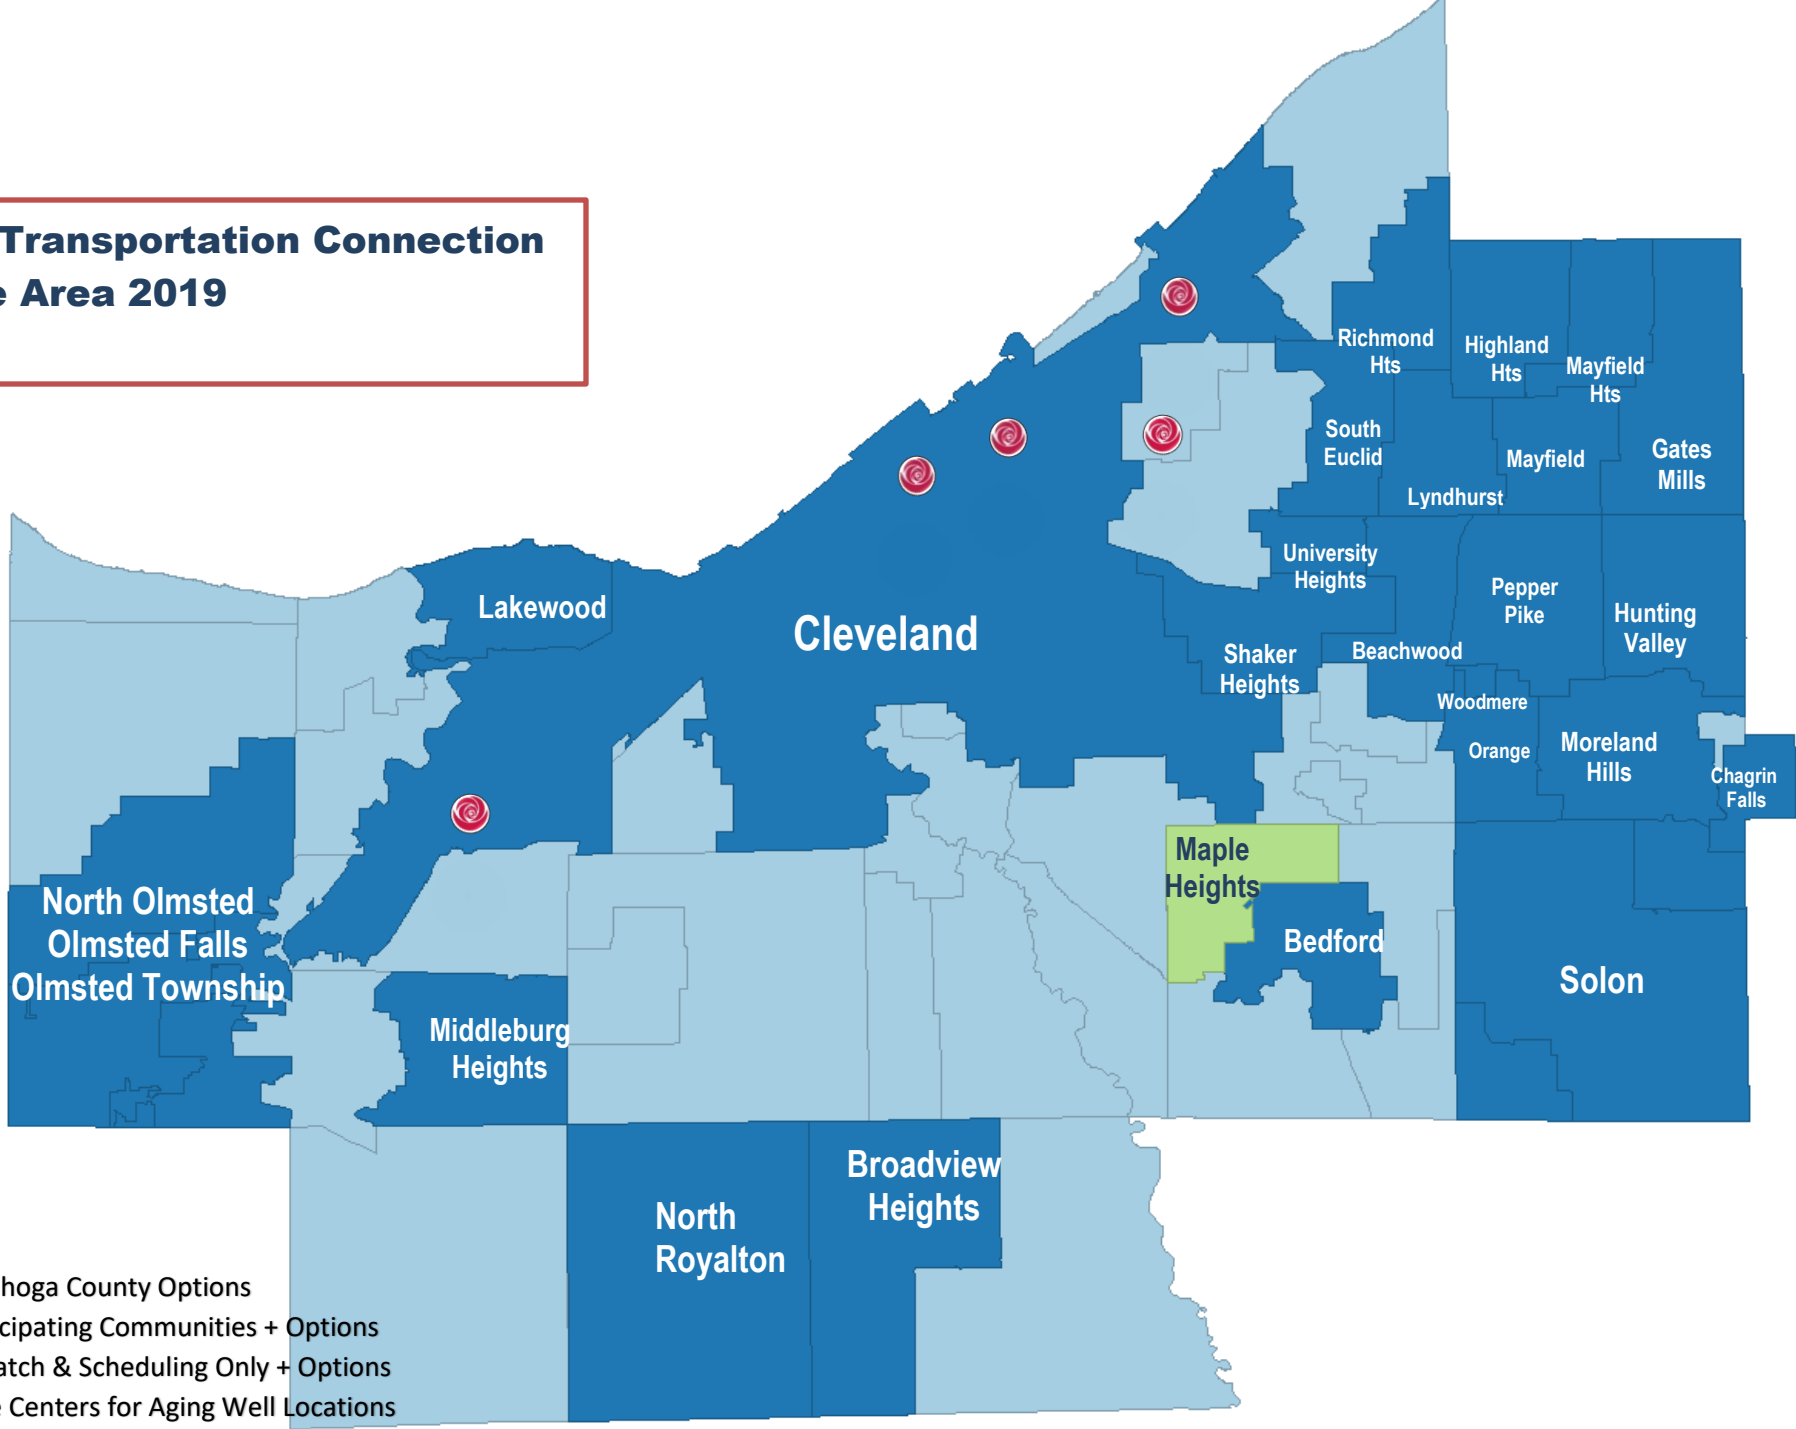 Transportation Connection
e Area 2019
Richmond
Hts
Highland
Hts
Mayfield
Hts
South
Euclid
Mayfield
Gates
Mills
Lyndhurst
University
Heights
Pepper
Pike
Hunting
Valley
Lakewood
Cleveland
Shaker
Heights
Beachwood
Woodmere
Orange
Moreland
Hills
Chagrin
Falls
Maple
Heights
Bedford
Solon
North Olmsted
Olmsted Falls
Olmsted Township
Middleburg
Heights
Broadview
Heights
North
Royalton
hoga County Options
cipating Communities + Options
atch & Scheduling Only + Options
e Centers for Aging Well Locations